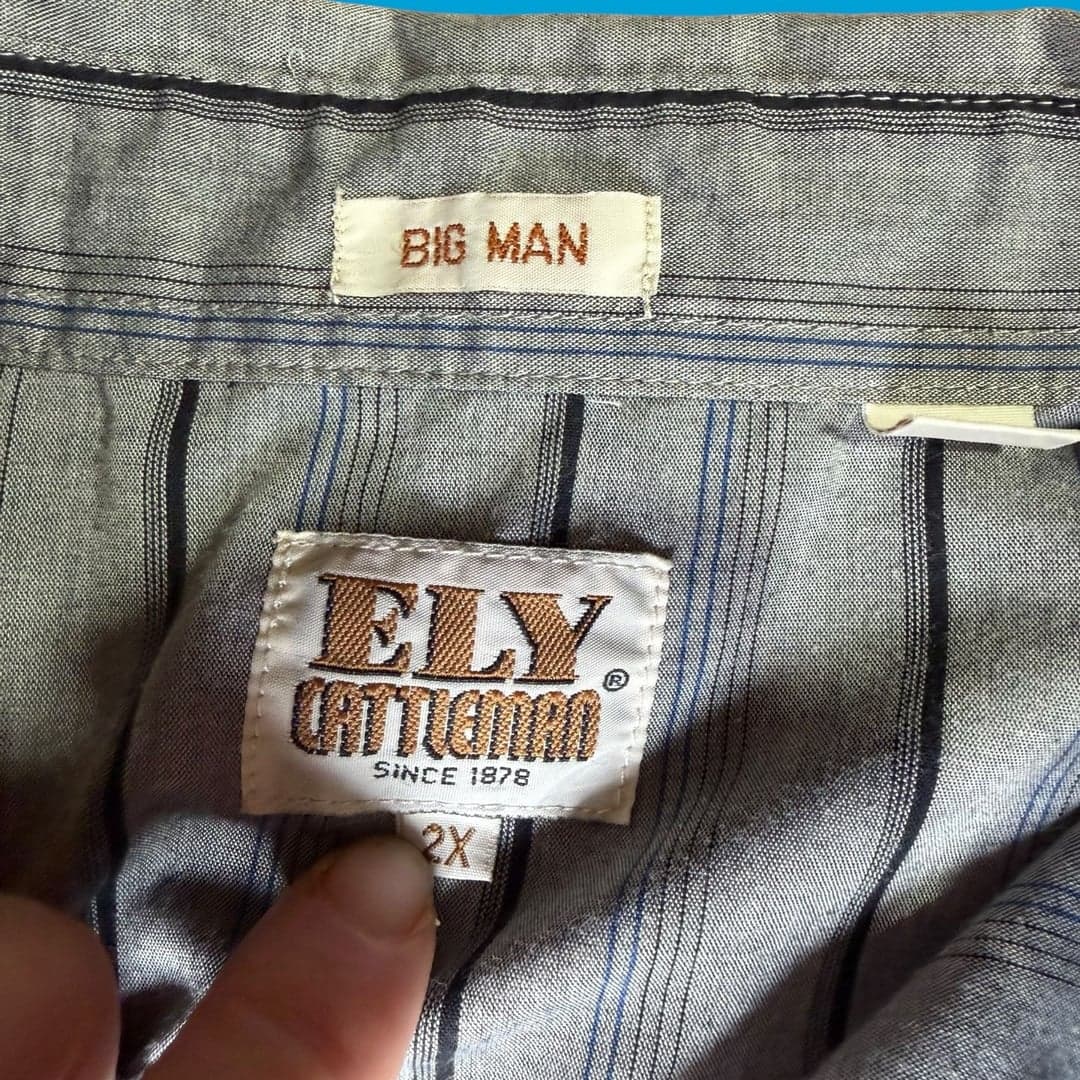 BIG MAN
ELY
CATTLEMAN®
SINCE 1878
2X